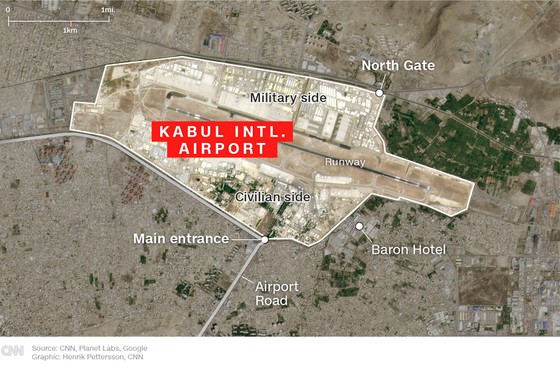 0
1mi.
1km
North Gate
Military side
KABUL INTL.
AIRPORT
Runway
Civilian side
Main entrance
Baron Hotel
Airport
Road
CNN
Source: CNN, Planet Labs, Google
Graphic: Henrik Pettersson, CNN